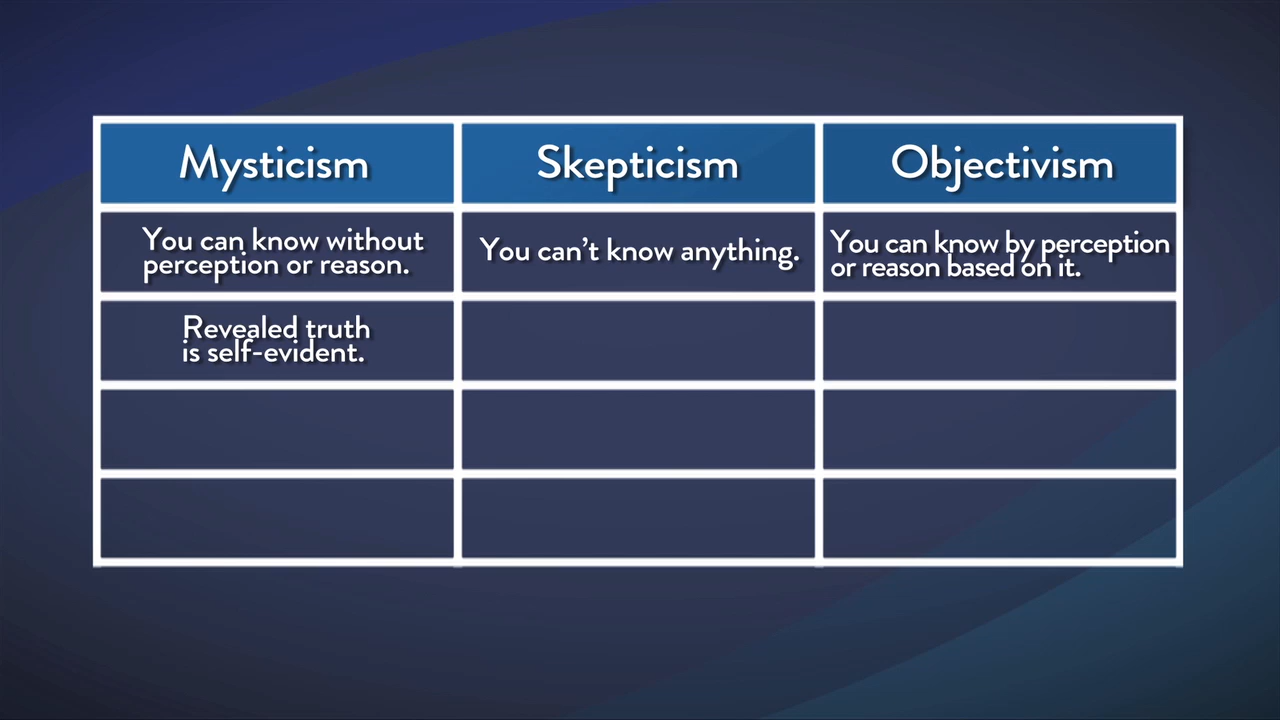 Mysticism
Skepticism
Objectivism
You can know without
perception or reason.
You can’t know anything.
You can know by perception
or reason based on it.
Revealed truth
is self-evident.